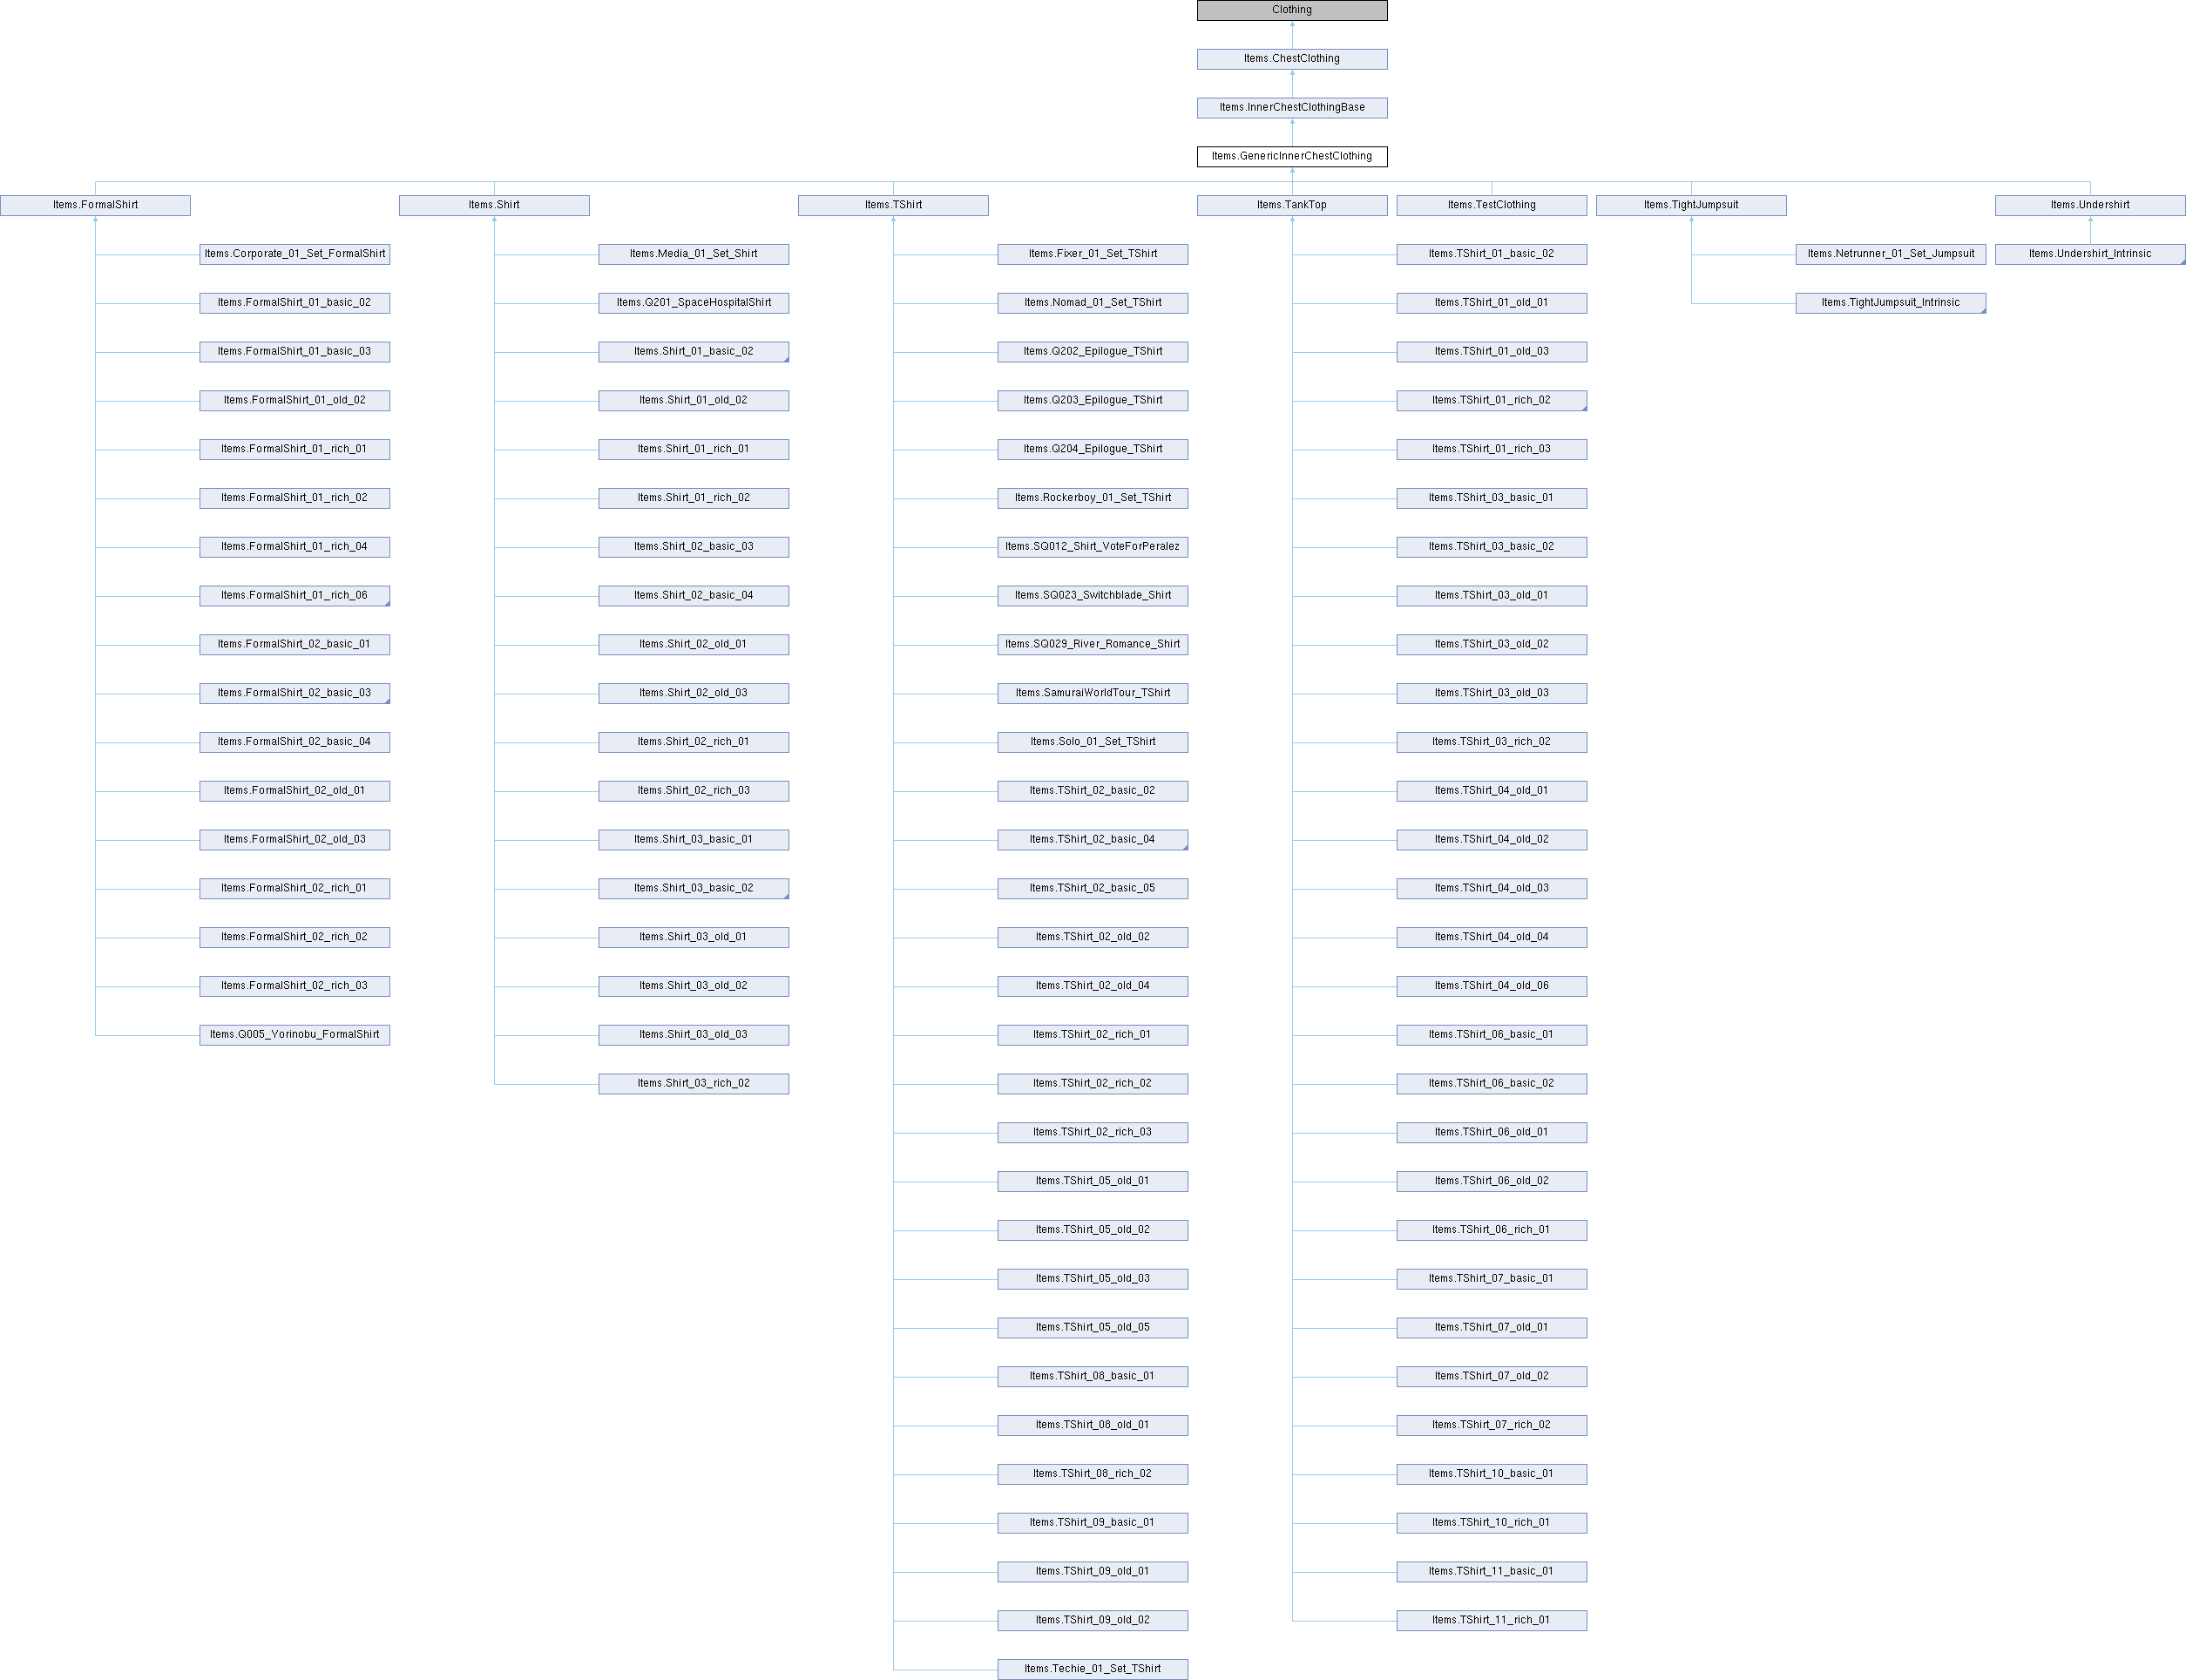 Clothing
Items.ChestClothing
Items.InnerChestClothingBase
Items.GenericInnerChestClothing
Items.FormalShirt
Items.Corporate_01_Set_FormalShirt
Items.FormalShirt_01_basic_02
Items.FormalShirt_01_basic_03
Items.FormalShirt_01_old_02
Items.FormalShirt_01_rich_01
Items.FormalShirt_01_rich_02
Items.FormalShirt_01_rich_04
Items.FormalShirt_01_rich_06
Items.FormalShirt_02_basic_01
Items.FormalShirt_02_basic_03
Items.FormalShirt_02_basic_04
Items.FormalShirt_02_old_01
Items.FormalShirt_02_old_03
Items.FormalShirt_02_rich_01
Items.FormalShirt_02_rich_02
Items.FormalShirt_02_rich_03
Items.Q005_Yorinobu_FormalShirt
Items.Shirt
Items.Media_01_Set_Shirt
Items.Q201_SpaceHospitalShirt
Items.Shirt_01_basic_02
Items.Shirt_01_old_02
Items.Shirt_01_rich_01
Items.Shirt_01_rich_02
Items.Shirt_02_basic_03
Items.Shirt_02_basic_04
Items.Shirt_02_old_01
Items.Shirt_02_old_03
Items.Shirt_02_rich_01
Items.Shirt_02_rich_03
Items.Shirt_03_basic_01
Items.Shirt_03_basic_02
Items.Shirt_03_old_01
Items.Shirt_03_old_02
Items.Shirt_03_old_03
Items.Shirt_03_rich_02
Items.TShirt
Items.Fixer_01_Set_TShirt
Items.Nomad_01_Set_TShirt
Items.Q202_Epilogue_TShirt
Items.Q203_Epilogue_TShirt
Items.Q204_Epilogue_TShirt
Items.Rockerboy_01_Set_TShirt
Items.SQ012_Shirt_VoteForPeralez
Items.SQ023_Switchblade_Shirt
Items.SQ029_River_Romance_Shirt
Items.SamuraiWorldTour_TShirt
Items.Solo_01_Set_TShirt
Items.TShirt_02_basic_02
Items.TShirt_02_basic_04
Items.TShirt_02_basic_05
Items.TShirt_02_old_02
Items.TShirt_02_old_04
Items.TShirt_02_rich_01
Items.TShirt_02_rich_02
Items.TShirt_02_rich_03
Items.TShirt_05_old_01
Items.TShirt_05_old_02
Items.TShirt_05_old_03
Items.TShirt_05_old_05
Items.TShirt_08_basic_01
Items.TShirt_08_old_01
Items.TShirt_08_rich_02
Items.TShirt_09_basic_01
Items.TShirt_09_old_01
Items.TShirt_09_old_02
Items.Techie_01_Set_TShirt
Items.TankTop
Items.TShirt_01_basic_02
Items.TShirt_01_old_01
Items.TShirt_01_old_03
Items.TShirt_01_rich_02
Items.TShirt_01_rich_03
Items.TShirt_03_basic_01
Items.TShirt_03_basic_02
Items.TShirt_03_old_01
Items.TShirt_03_old_02
Items.TShirt_03_old_03
Items.TShirt_03_rich_02
Items.TShirt_04_old_01
Items.TShirt_04_old_02
Items.TShirt_04_old_03
Items.TShirt_04_old_04
Items.TShirt_04_old_06
Items.TShirt_06_basic_01
Items.TShirt_06_basic_02
Items.TShirt_06_old_01
Items.TShirt_06_old_02
Items.TShirt_06_rich_01
Items.TShirt_07_basic_01
Items.TShirt_07_old_01
Items.TShirt_07_old_02
Items.TShirt_07_rich_02
Items.TShirt_10_basic_01
Items.TShirt_10_rich_01
Items.TShirt_11_basic_01
Items.TShirt_11_rich_01
Items.TestClothing
Items.TightJumpsuit
Items.Netrunner_01_Set_Jumpsuit
Items.TightJumpsuit_Intrinsic
Items.Undershirt
Items.Undershirt_Intrinsic